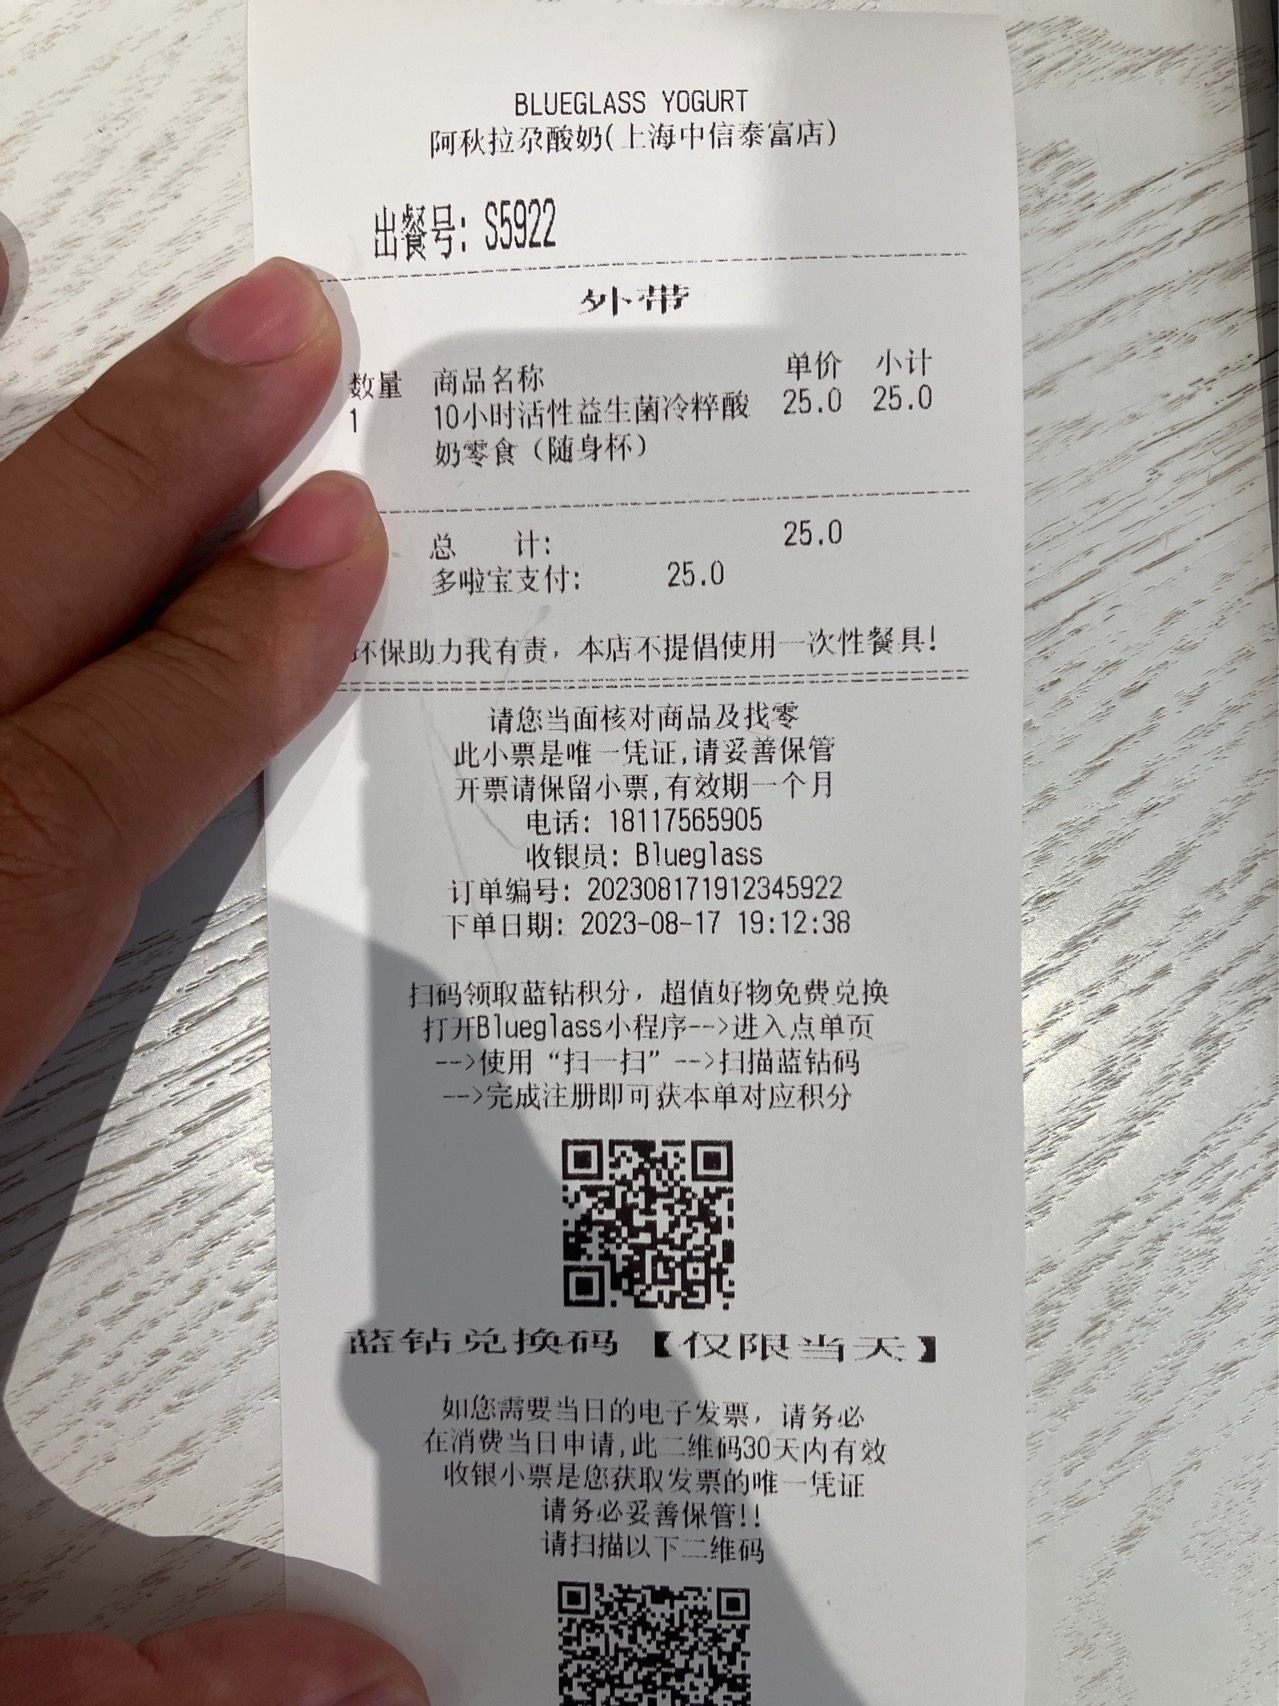 BLUEGLASS YOGURT
阿秋拉尕酸奶(上海中信泰富店)
出餐号: S5922
外带
数量 商品名称 单价 小计
1 10小时活性益生菌冷粹酸 25.0 25.0
奶零食（随身杯）
总 计: 25.0
多啦宝支付: 25.0
环保助力我有责，本店不提倡使用一次性餐具!
请您当面核对商品及找零
此小票是唯一凭证,请妥善保管
开票请保留小票,有效期一个月
电话: 18117565905
收银员: Blueglass
订单编号: 202308171912345922
下单日期: 2023-08-17 19:12:38
扫码领取蓝钻积分，超值好物免费兑换
打开Blueglass小程序-->进入点单页
-->使用“扫一扫”-->扫描蓝钻码
-->完成注册即可获本单对应积分
蓝钻兑换码【仅限当天】
如您需要当日的电子发票，请务必
在消费当日申请,此二维码30天内有效
收银小票是您获取发票的唯一凭证
请务必妥善保管!!
请扫描以下二维码